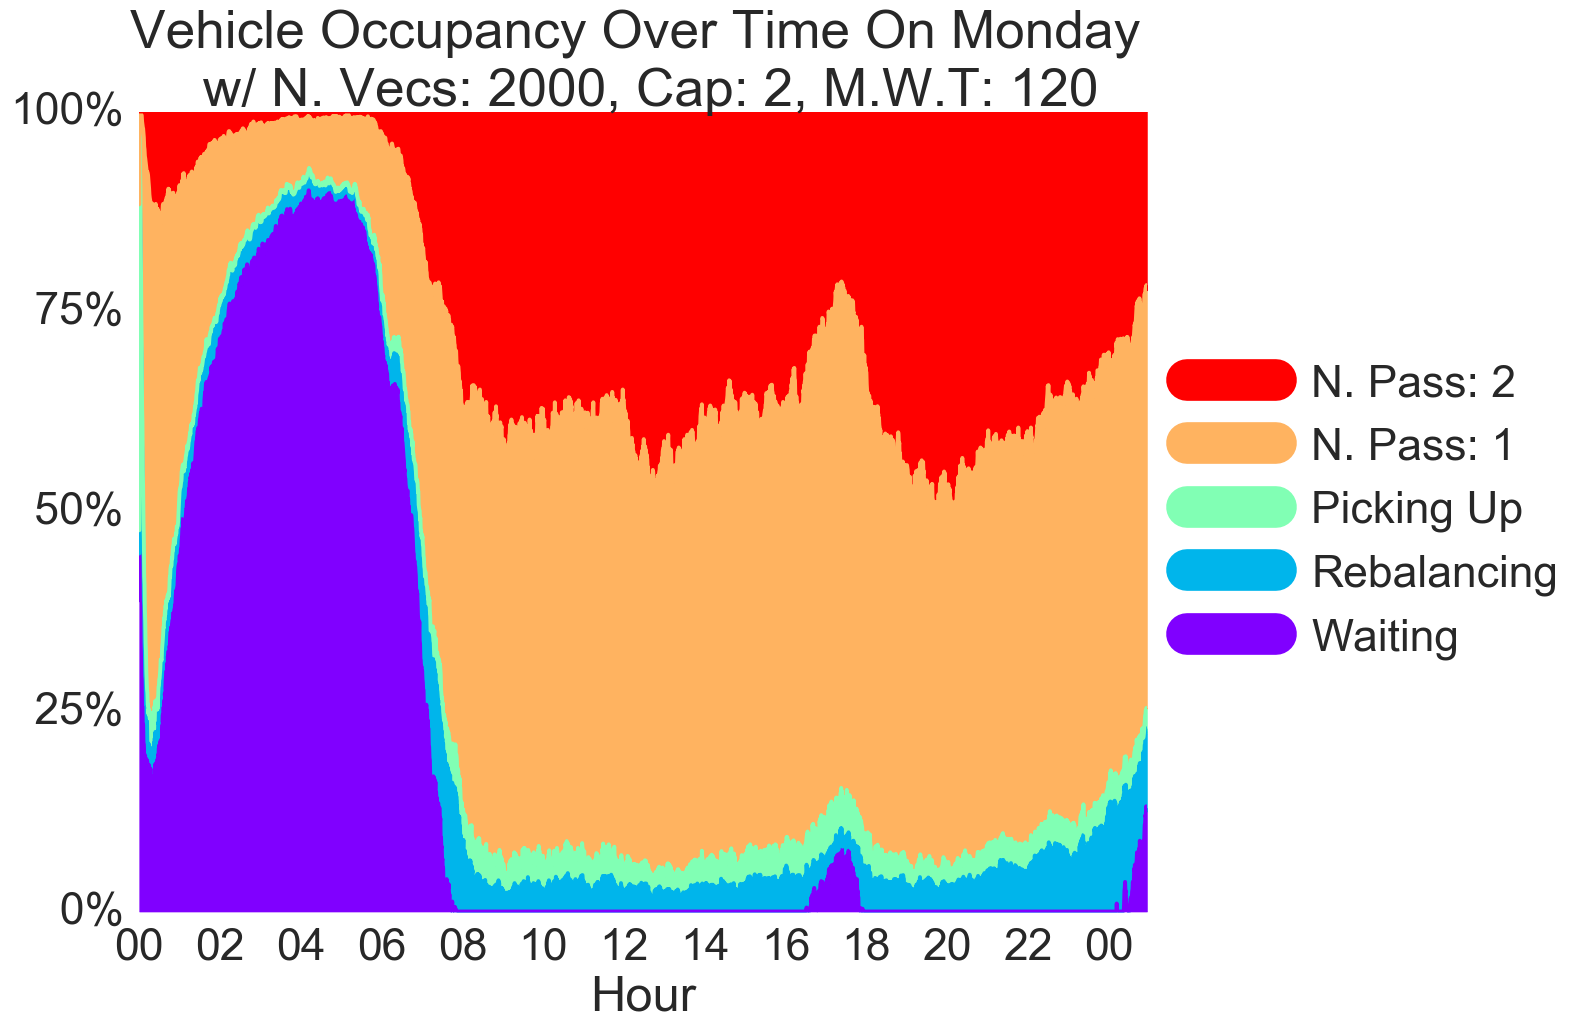 Vehicle Occupancy Over Time On Monday
w/ N. Vecs: 2000, Cap: 2, M.W.T: 120
100%
75%
50%
25%
0%
00 02 04 06 08 10 12 14 16 18 20 22 00
Hour
N. Pass: 2
N. Pass: 1
Picking Up
Rebalancing
Waiting